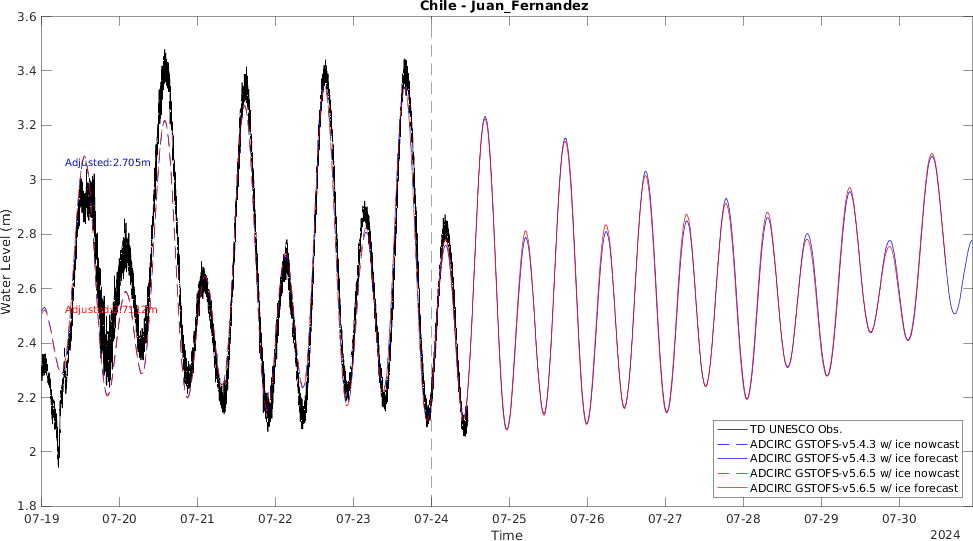 Chile - Juan_Fernandez
Water Level (m)
3.6
3.4
3.2
3
2.8
2.6
2.4
2.2
2
1.8
Adjusted:2.705m
TD UNESCO Obs.
ADCIRC GSTOFS-v5.4.3 w/ ice nowcast
ADCIRC GSTOFS-v5.4.3 w/ ice forecast
ADCIRC GSTOFS-v5.6.5 w/ ice nowcast
ADCIRC GSTOFS-v5.6.5 w/ ice forecast
07-19 07-20 07-21 07-22 07-23 07-24 07-25 07-26 07-27 07-28 07-29 07-30
Time
2024